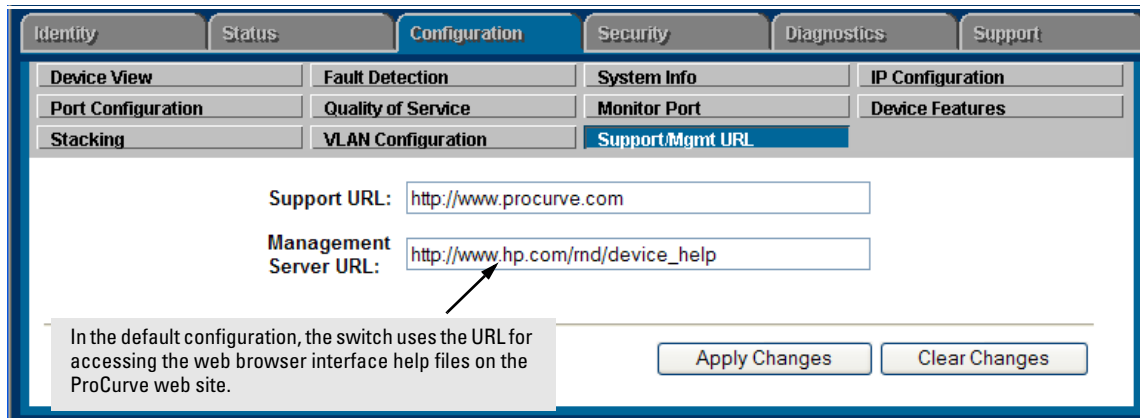 Identity Status Configuration Security Diagnostics Support
Device View Fault Detection System Info IP Configuration
Port Configuration Quality of Service Monitor Port Device Features
Stacking VLAN Configuration Support/Mgmt URL
Support URL: http://www.procurve.com
Management
Server URL: http://www.hp.com/rnd/device_help
In the default configuration, the switch uses the URL for
accessing the web browser interface help files on the
ProCurve web site.
Apply Changes Clear Changes